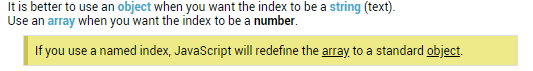 It is better to use an object when you want the index to be a string (text).
Use an array when you want the index to be a number.
If you use a named index, JavaScript will redefine the array to a standard object.